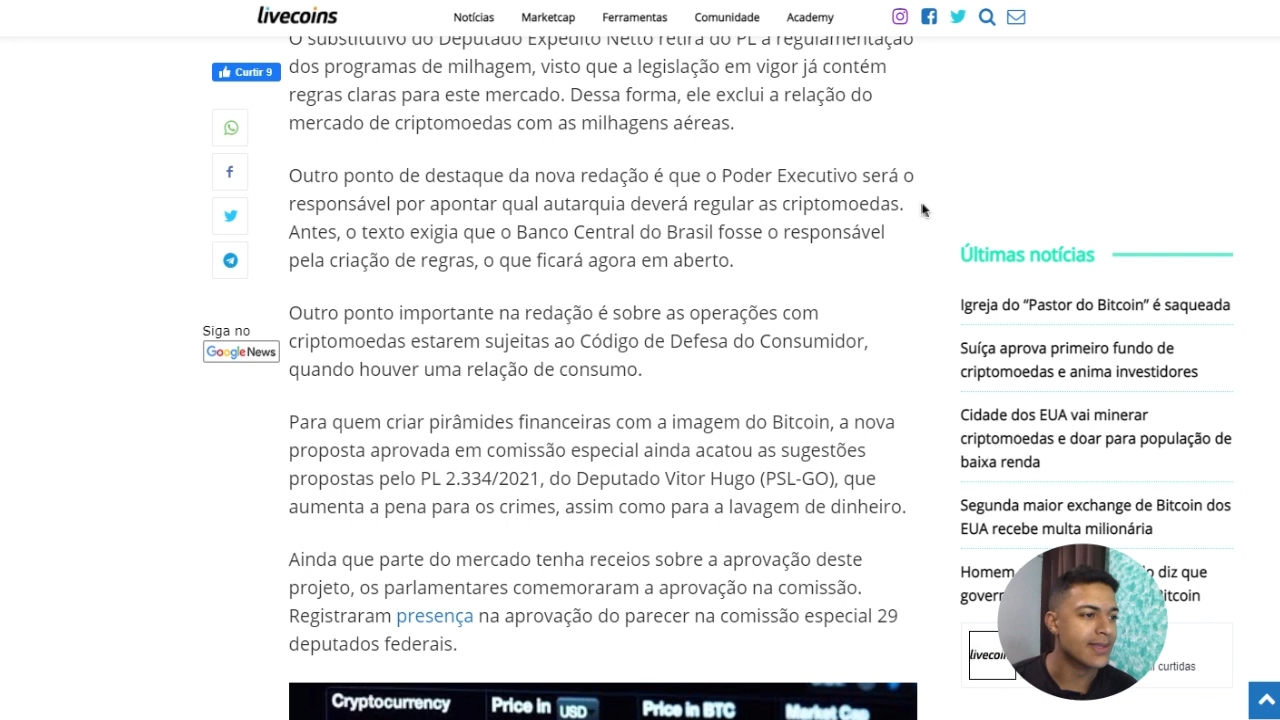 livecoins
Notícias
Marketcap
Ferramentas
Comunidade
Academy
O substitutivo do Deputado Expedito Netto retira do PL a regulamentação
dos programas de milhagem, visto que a legislação em vigor já contém
regras claras para este mercado. Dessa forma, ele exclui a relação do
mercado de criptomoedas com as milhagens aéreas.
Outro ponto de destaque da nova redação é que o Poder Executivo será o
responsável por apontar qual autarquia deverá regular as criptomoedas.
Antes, o texto exigia que o Banco Central do Brasil fosse o responsável
pela criação de regras, o que ficará agora em aberto.
Outro ponto importante na redação é sobre as operações com
criptomoedas estarem sujeitas ao Código de Defesa do Consumidor,
quando houver uma relação de consumo.
Para quem criar pirâmides financeiras com a imagem do Bitcoin, a nova
proposta aprovada em comissão especial ainda acatou as sugestões
propostas pelo PL 2.334/2021, do Deputado Vitor Hugo (PSL-GO), que
aumenta a pena para os crimes, assim como para a lavagem de dinheiro.
Ainda que parte do mercado tenha receios sobre a aprovação deste
projeto, os parlamentares comemoraram a aprovação na comissão.
Registraram presença na aprovação do parecer na comissão especial 29
deputados federais.
Cryptocurrency
Price in USD
Price in BTC
Market Cap
Curtir 9
Siga no
Google News
Últimas notícias
Igreja do “Pastor do Bitcoin” é saqueada
Suíça aprova primeiro fundo de
criptomoedas e anima investidores
Cidade dos EUA vai minerar
criptomoedas e doar para população de
baixa renda
Segunda maior exchange de Bitcoin dos
EUA recebe multa milionária
Homem
diz que
Bitcoin
curtidas